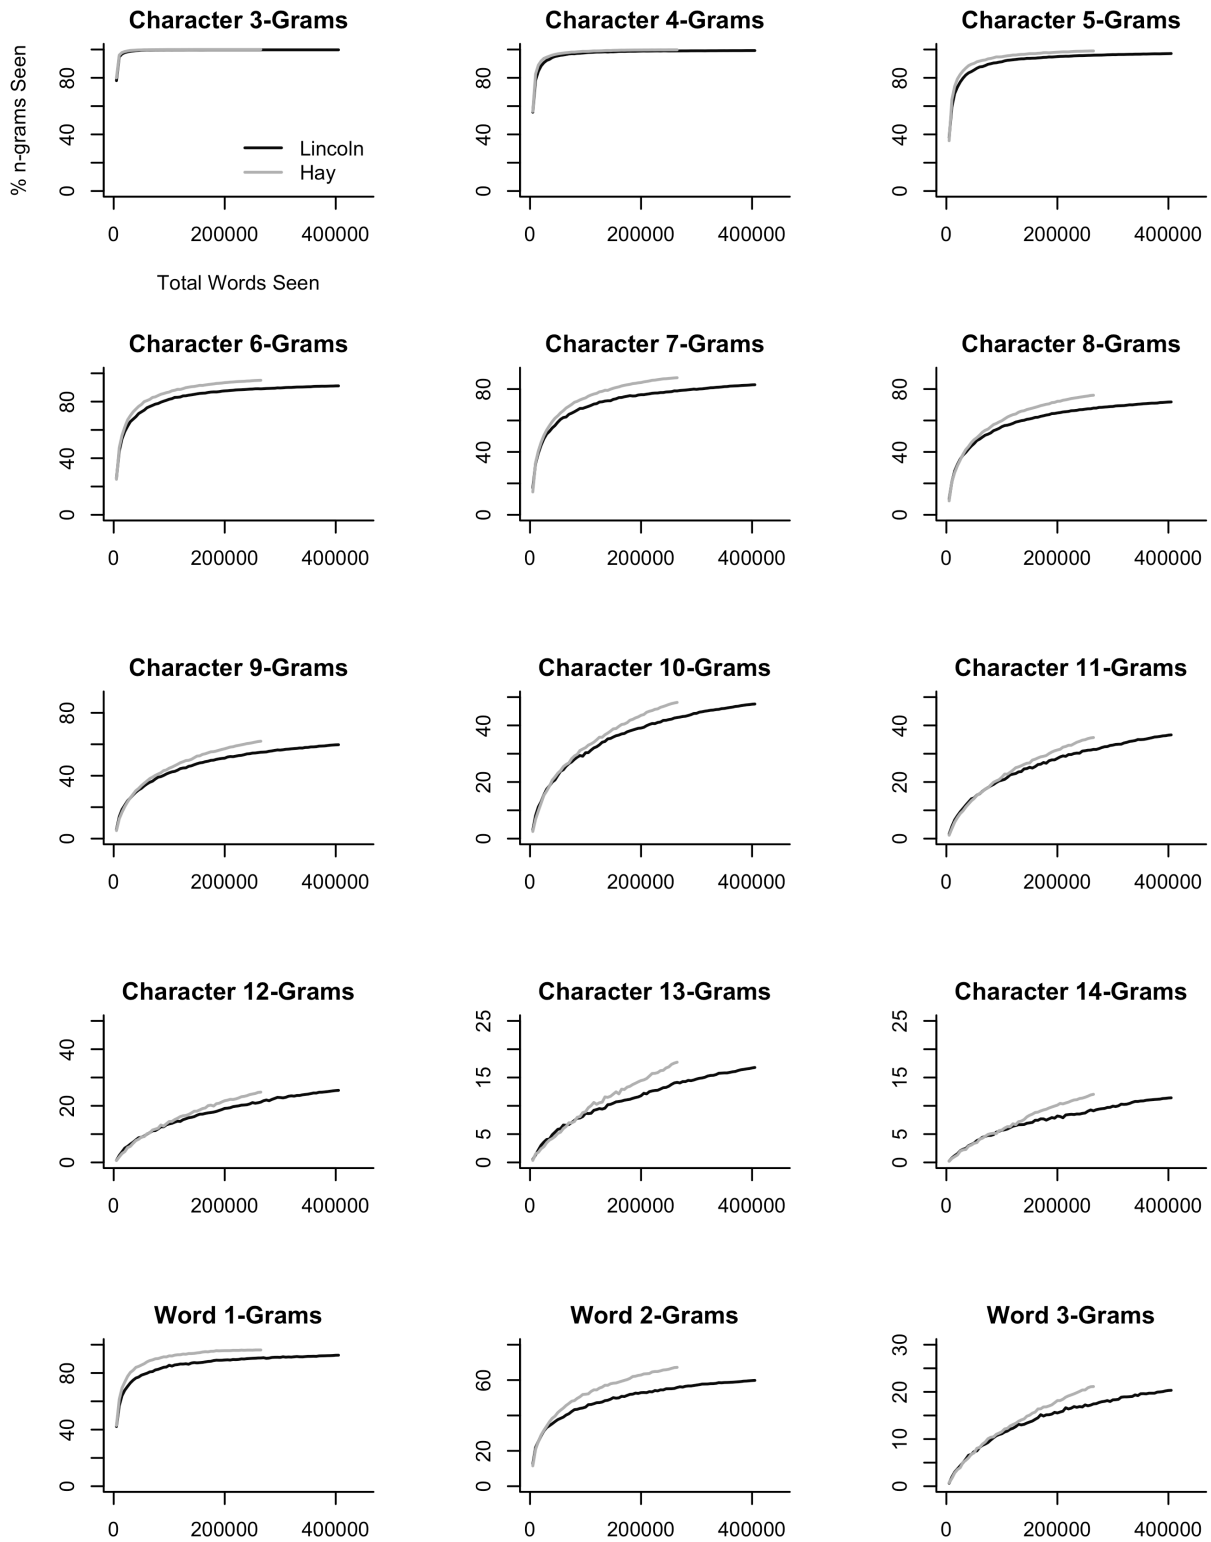 Character 3-Grams
% n-grams Seen
80
40
0
Lincoln
Hay
0 200000 400000
Total Words Seen
Character 4-Grams
80
40
0
0 200000 400000
Character 5-Grams
80
40
0
0 200000 400000
Character 6-Grams
80
40
0
0 200000 400000
Character 7-Grams
80
40
0
0 200000 400000
Character 8-Grams
80
40
0
0 200000 400000
Character 9-Grams
80
40
0
0 200000 400000
Character 10-Grams
40
20
0
0 200000 400000
Character 11-Grams
40
20
0
0 200000 400000
Character 12-Grams
40
20
0
0 200000 400000
Character 13-Grams
25
15
5
0
0 200000 400000
Character 14-Grams
25
15
5
0
0 200000 400000
Word 1-Grams
80
40
0
0 200000 400000
Word 2-Grams
60
20
0
0 200000 400000
Word 3-Grams
30
20
10
0
0 200000 400000